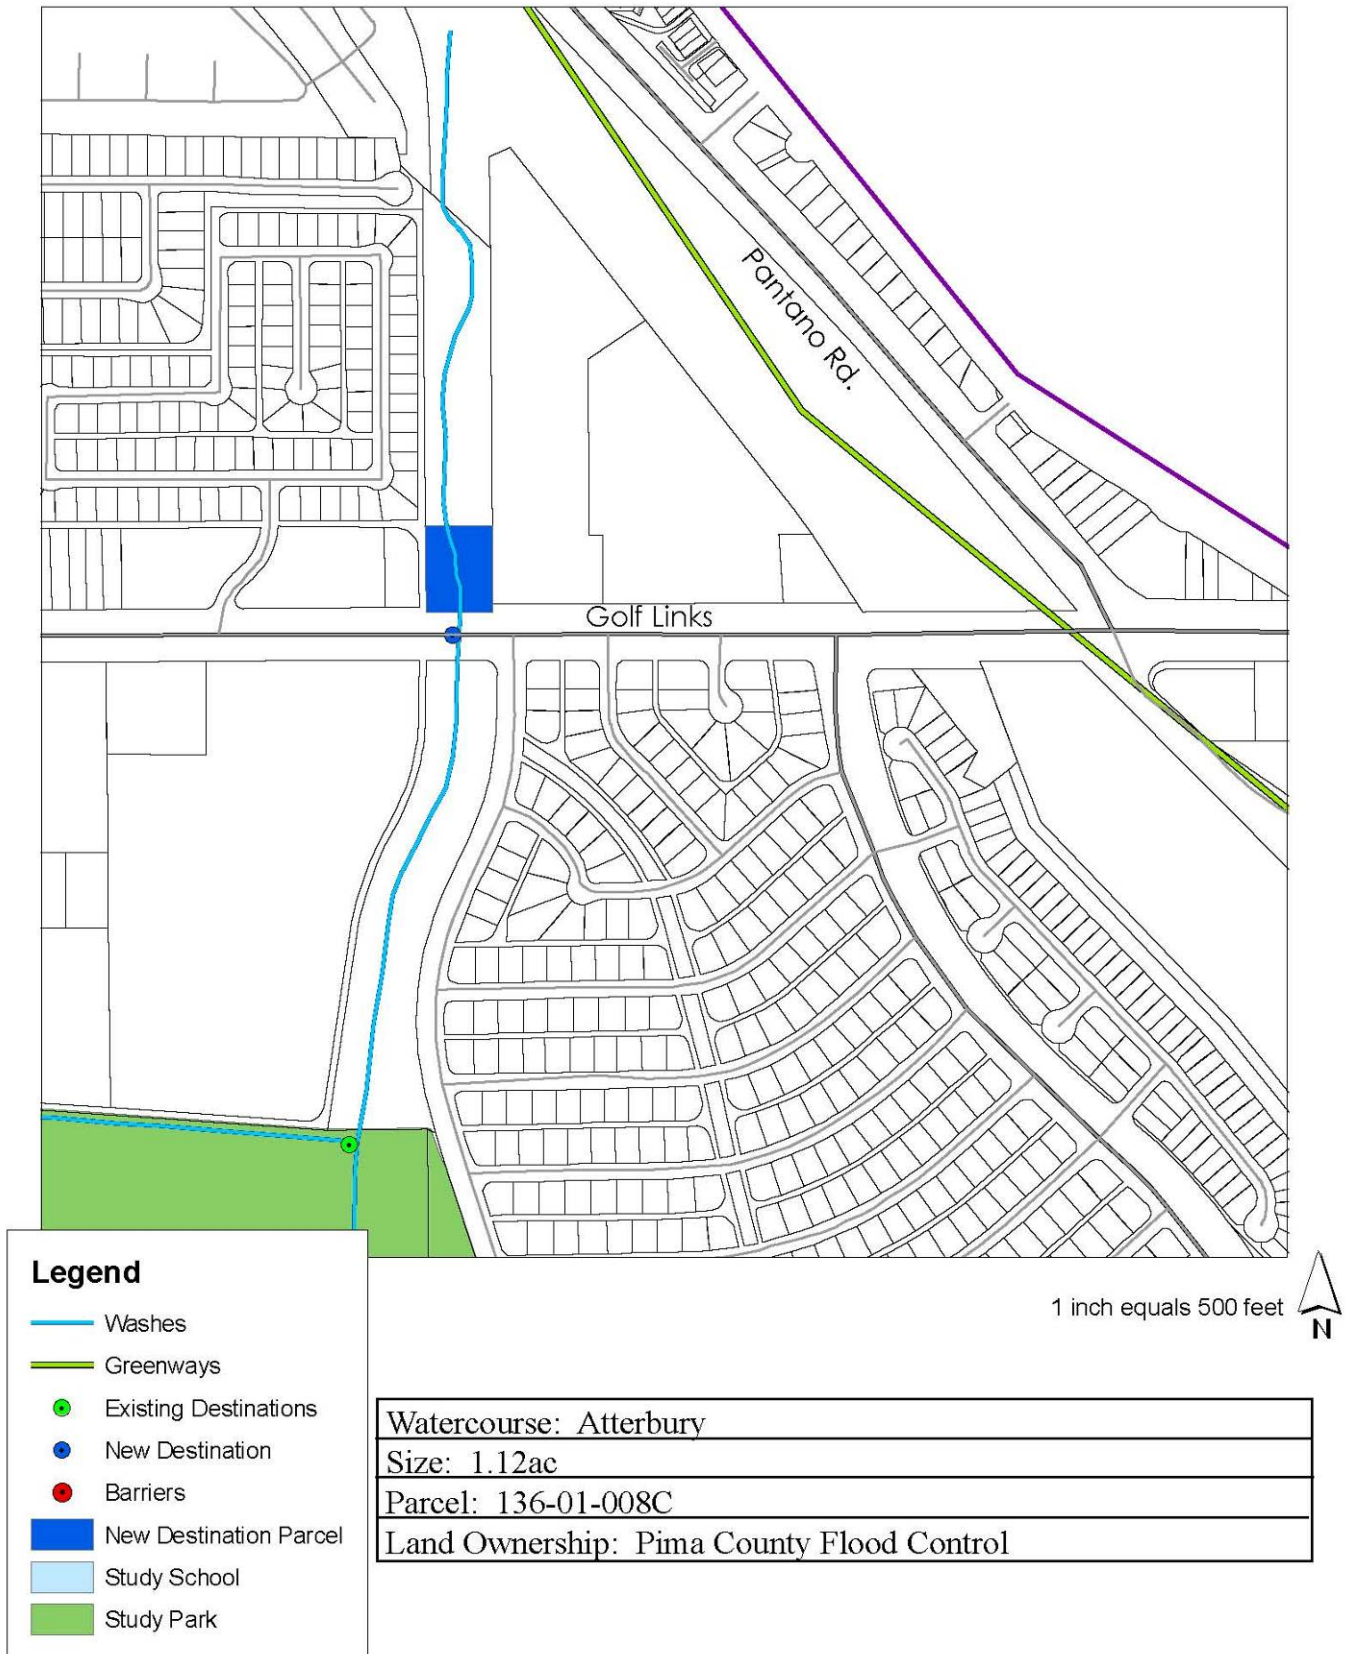 Pantano Rd.
Golf Links
Legend
Washes
Greenways
Existing Destinations
New Destination
Barriers
New Destination Parcel
Study School
Study Park
1 inch equals 500 feet
N
Watercourse: Atterbury
Size: 1.12ac
Parcel: 136-01-008C
Land Ownership: Pima County Flood Control